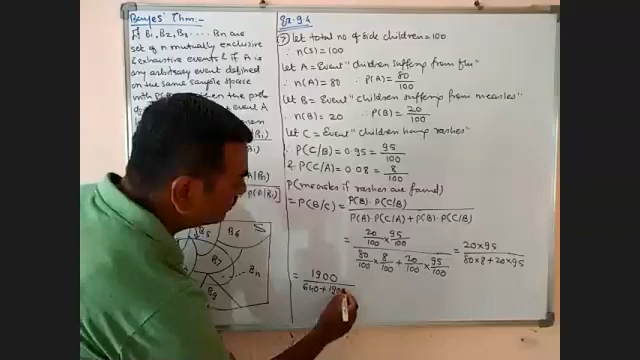 Bayes' Thm:-
If B1, B2, B3 ..... Bn are
set of n mutually exclusive
& exhaustive events & if A is
any arbitrary event defined
on the same sample space
with
event A
S
B5
B6
B7
Bn
B9
Ex. 9.4
7) Let total no. of sick children = 100
∴ n(S) = 100
Let A = Event "Children suffering from flu"
∴ n(A) = 80 ∴ P(A) = 80/100
Let B = Event "Children suffering from measles"
∴ n(B) = 20 ∴ P(B) = 20/100
Let C = Event "Children having rashes"
∴ P(C/B) = 0.95 = 95/100
& P(C/A) = 0.08 = 8/100
P(measles if rashes are found)
= P(B/C) = P(B)·P(C/B) / P(A)·P(C/A) + P(B)·P(C/B)
= 20/100 × 95/100 / 80/100 × 8/100 + 20/100 × 95/100 = 20×95 / 80×8 + 20×95
= 1900 / 640+1900